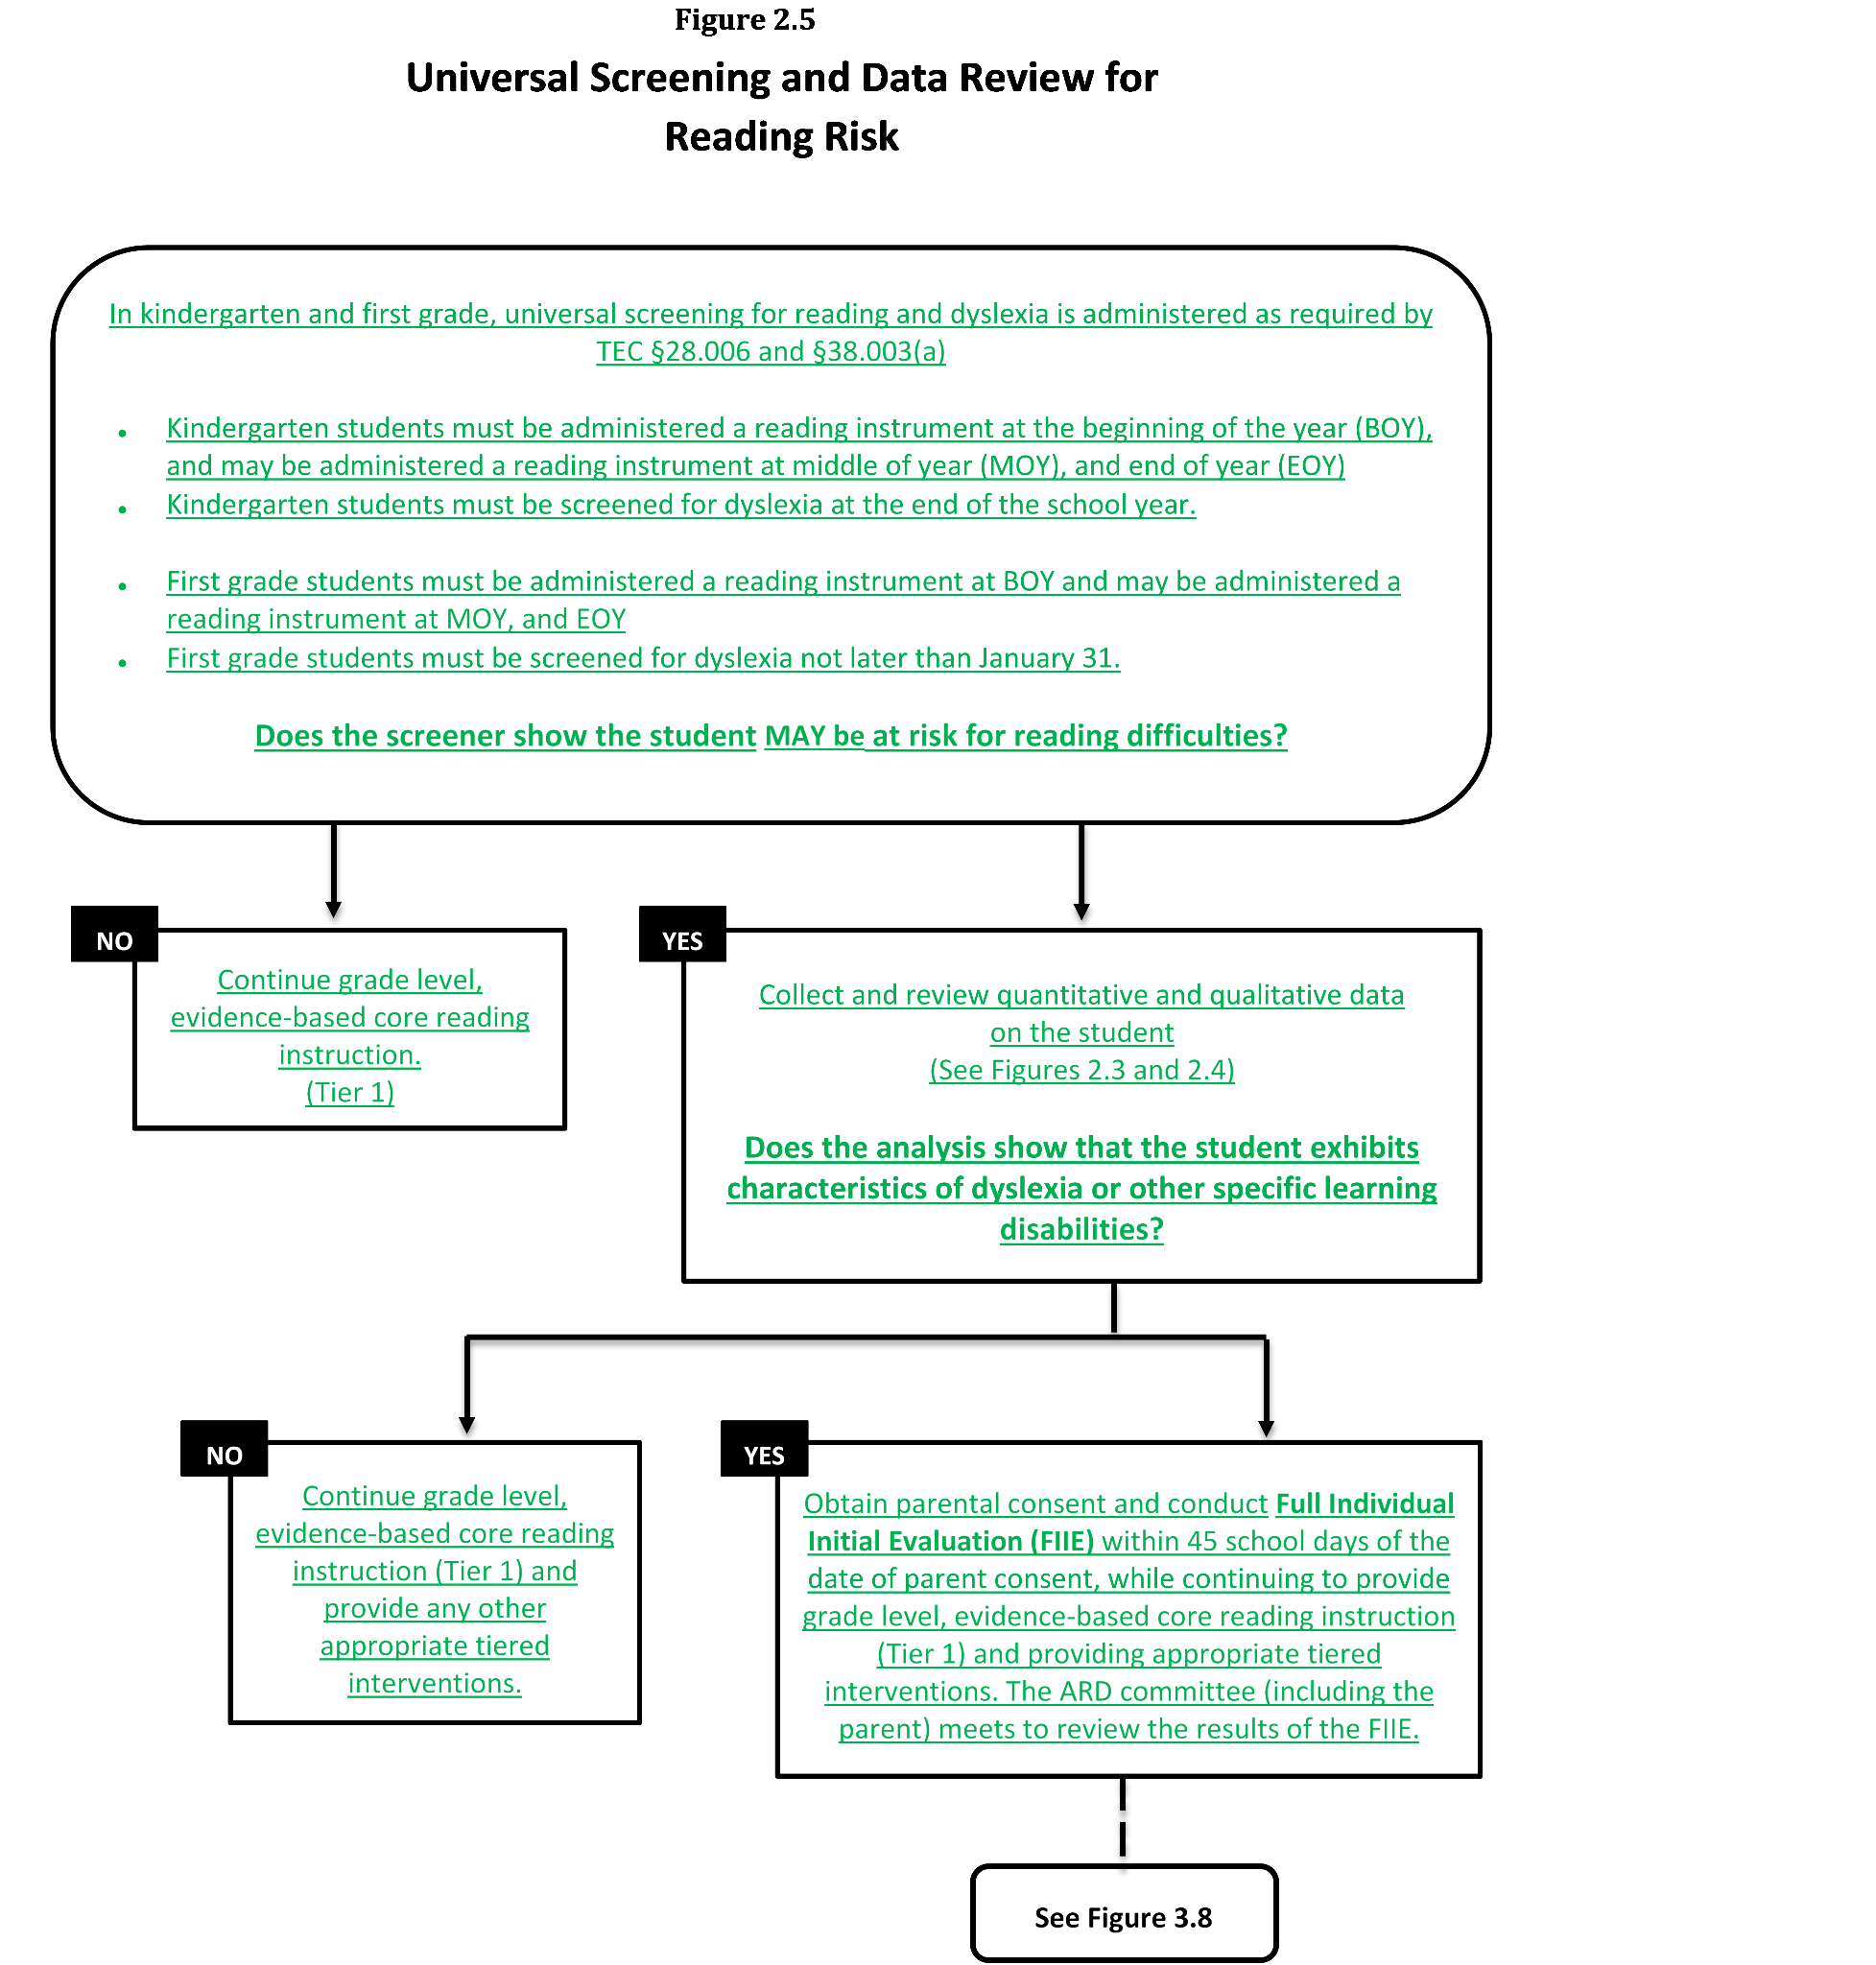 Figure 2.5
Universal Screening and Data Review for
Reading Risk
In kindergarten and first grade, universal screening for reading and dyslexia is administered as required by
TEC §28.006 and §38.003(a)
• Kindergarten students must be administered a reading instrument at the beginning of the year (BOY),
and may be administered a reading instrument at middle of year (MOY), and end of year (EOY)
• Kindergarten students must be screened for dyslexia at the end of the school year.
• First grade students must be administered a reading instrument at BOY and may be administered a
reading instrument at MOY, and EOY
• First grade students must be screened for dyslexia not later than January 31.
Does the screener show the student MAY be at risk for reading difficulties?
NO
Continue grade level,
evidence-based core reading
instruction.
(Tier 1)
YES
Collect and review quantitative and qualitative data
on the student
(See Figures 2.3 and 2.4)
Does the analysis show that the student exhibits
characteristics of dyslexia or other specific learning
disabilities?
NO
Continue grade level,
evidence-based core reading
instruction (Tier 1) and
provide any other
appropriate tiered
interventions.
YES
Obtain parental consent and conduct Full Individual
Initial Evaluation (FIIE) within 45 school days of the
date of parent consent, while continuing to provide
grade level, evidence-based core reading instruction
(Tier 1) and providing appropriate tiered
interventions. The ARD committee (including the
parent) meets to review the results of the FIIE.
See Figure 3.8